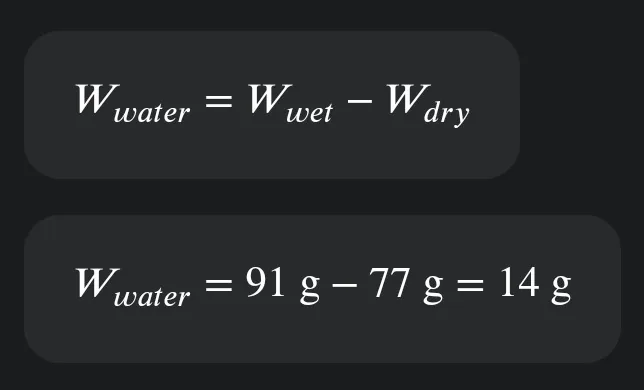 W_water = W_wet − W_dry
W_water = 91 g − 77 g = 14 g